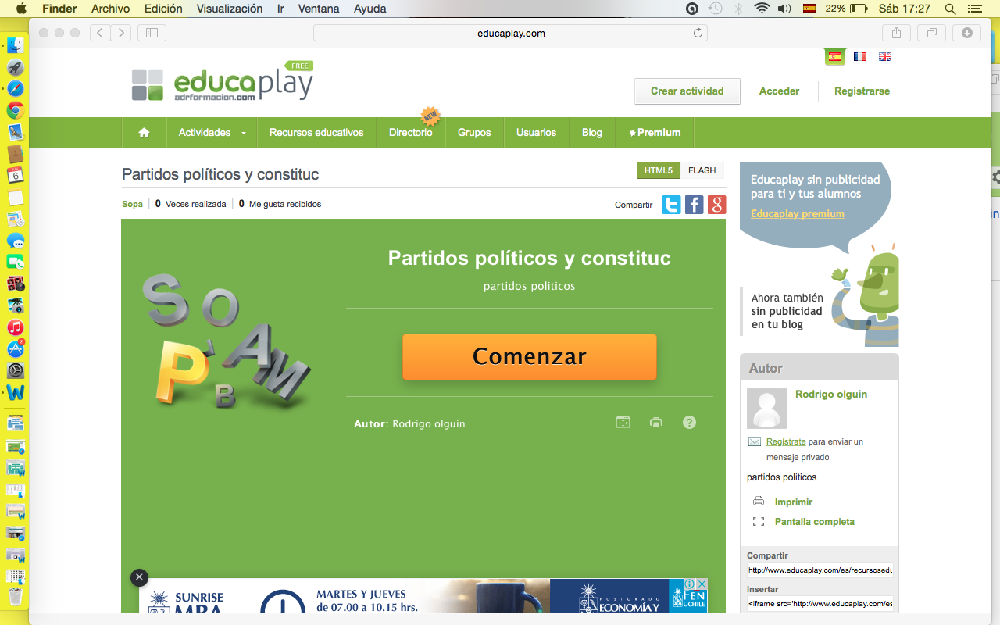 Finder Archivo Edición Visualización Ir Ventana Ayuda 22% Sáb 17:27
educaplay.com
FREE
educaplay
adrformacion.com
Crear actividad Acceder Registrarse
NEW
Actividades Recursos educativos Directorio Grupos Usuarios Blog Premium
Partidos políticos y constituc
HTML5 FLASH
Sopa 0 Veces realizada 0 Me gusta recibidos
Compartir
Partidos políticos y constituc
partidos politicos
S O P A M B
Comenzar
Autor: Rodrigo olguin
SUNRISE
MBA
MARTES Y JUEVES
de 07.00 a 10.15 hrs.
POSTGRADO
ECONOMÍA Y
FEN
UCHILE
Educaplay sin publicidad
para ti y tus alumnos
Educaplay premium
Ahora también
sin publicidad
en tu blog
Autor
Rodrigo olguin
Regístrate para enviar un
mensaje privado
partidos politicos
Imprimir
Pantalla completa
Compartir
http://www.educaplay.com/es/recursosedu
Insertar
<iframe src='http://www.educaplay.com/es